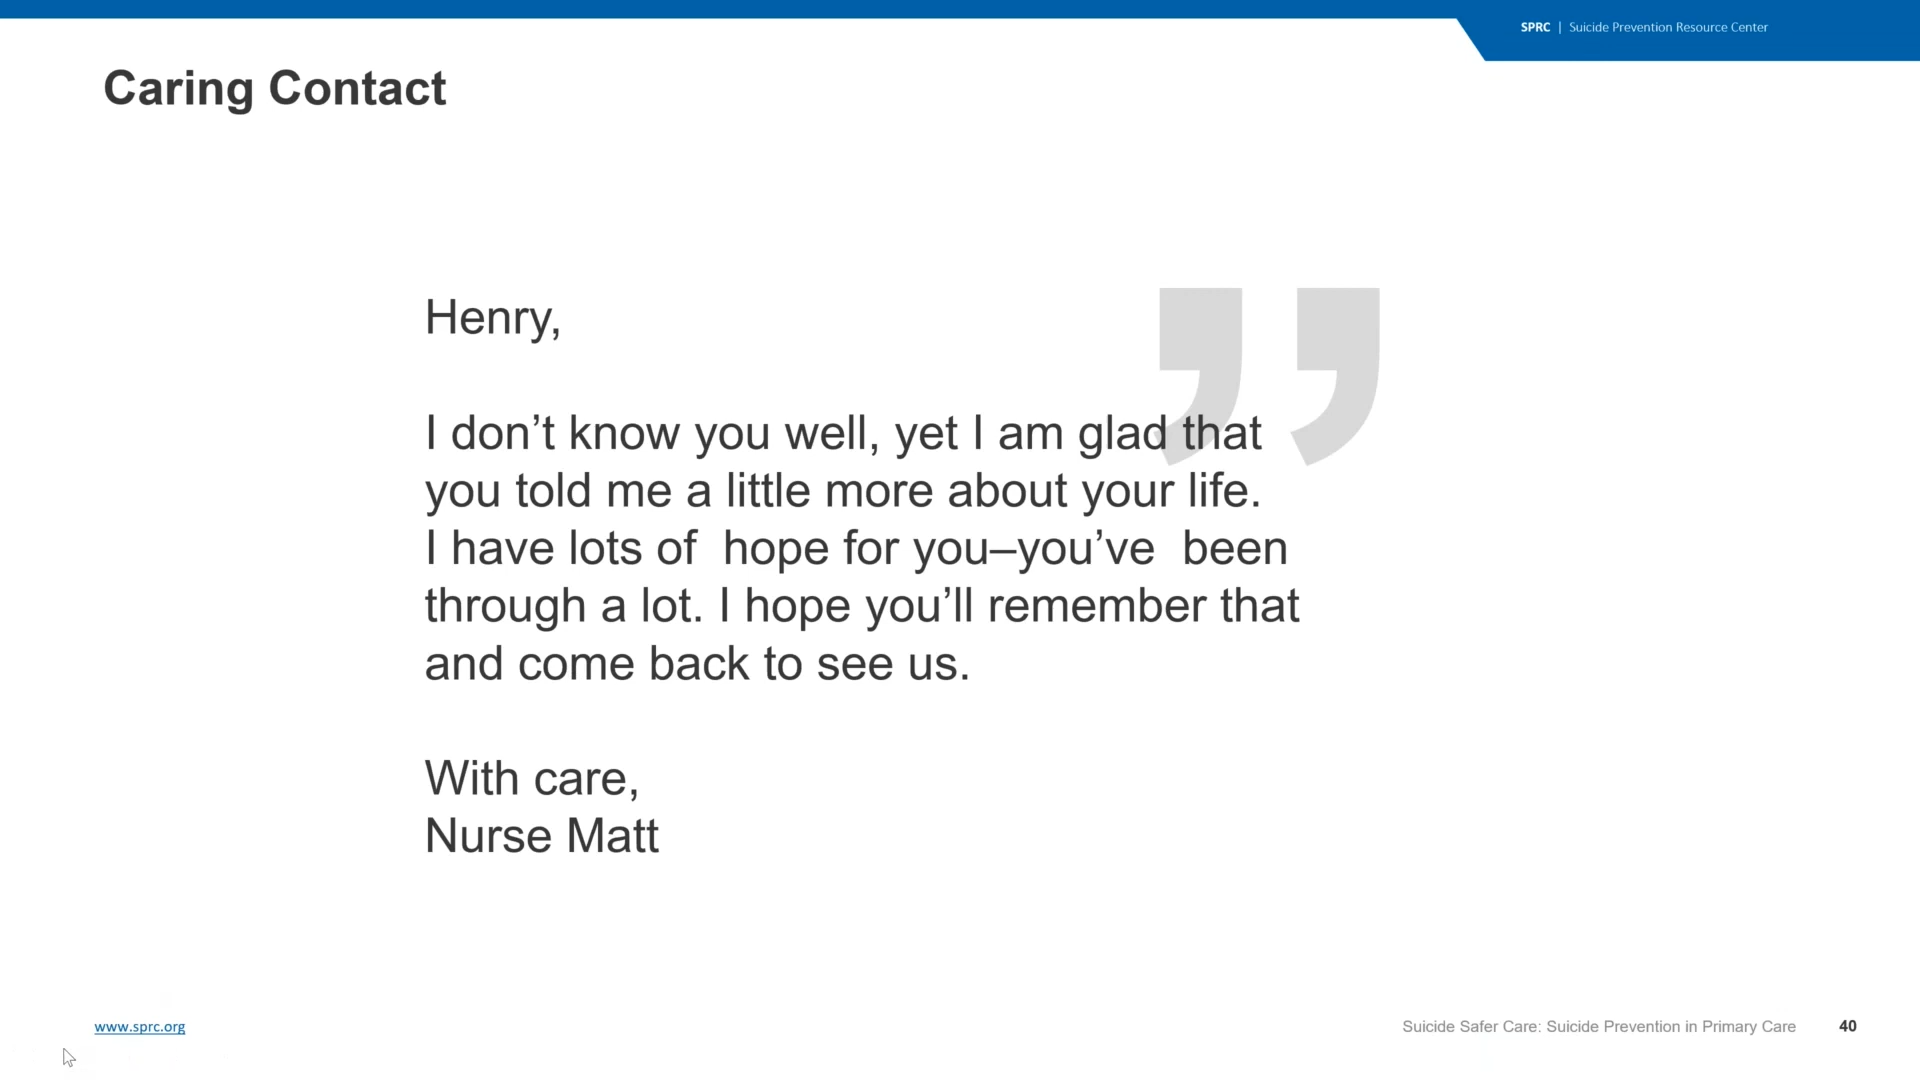 SPRC | Suicide Prevention Resource Center
Caring Contact
Henry,
I don’t know you well, yet I am glad that
you told me a little more about your life.
I have lots of  hope for you–you’ve  been
through a lot. I hope you’ll remember that
and come back to see us.
With care,
Nurse Matt
www.sprc.org
Suicide Safer Care: Suicide Prevention in Primary Care 40